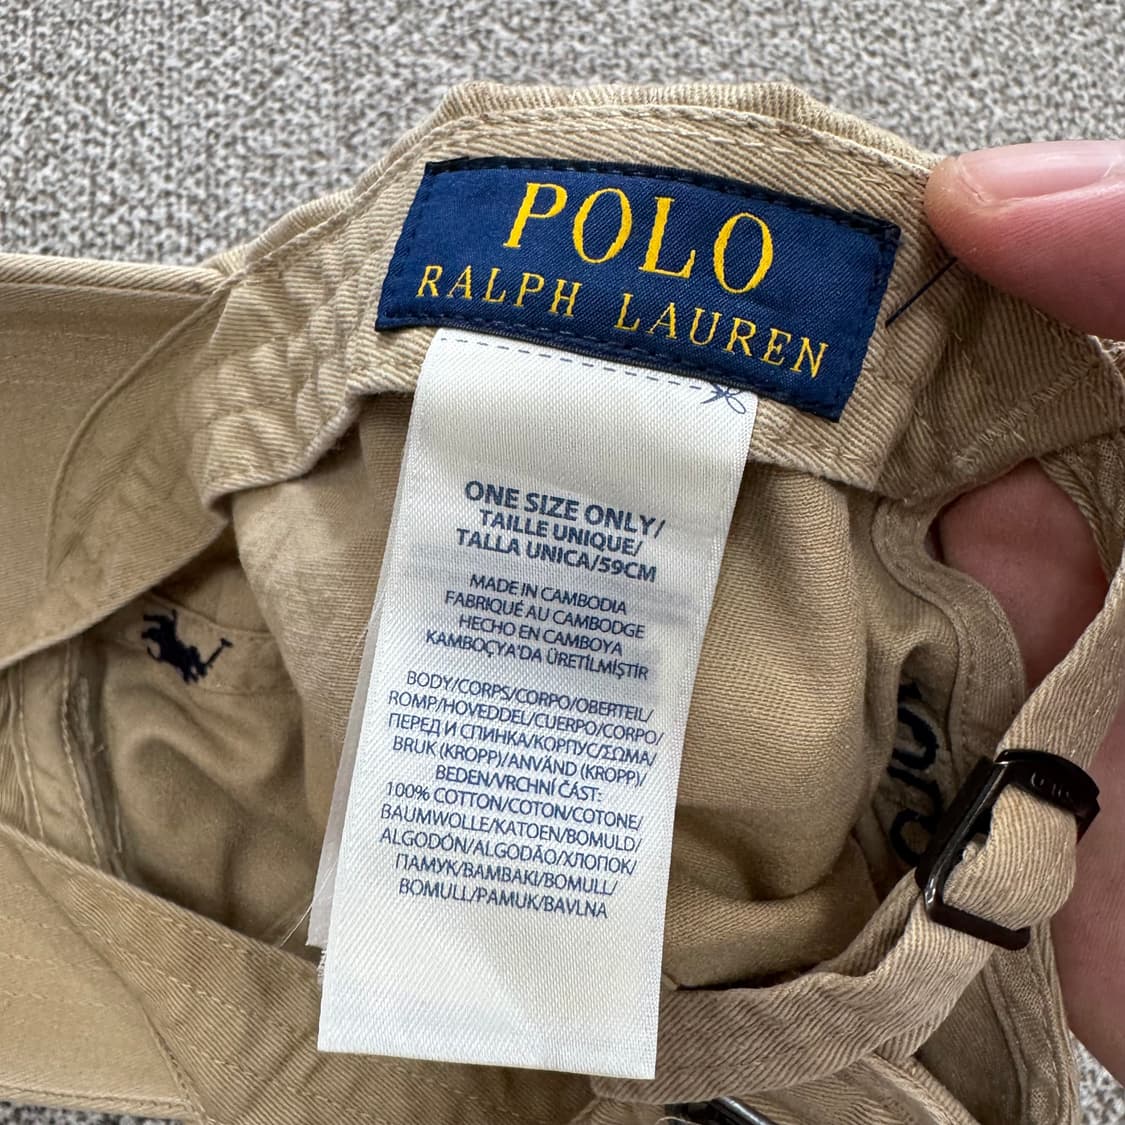 POLO
RALPH LAUREN
ONE SIZE ONLY/
TAILLE UNIQUE/
TALLA UNICA/59CM
MADE IN CAMBODIA
FABRIQUÉ AU CAMBODGE
HECHO EN CAMBOYA
KAMBOÇYA'DA ÜRETİLMIŞTIR
BODY/CORPS/CORPO/OBERTEIL/
ROMP/HOVEDDEL/CUERPO/CORPO/
ПЕРЕД И СПИНКА/КОРПУС/ΣΩΜΑ/
BRUK (KROPP)/ANVÄND (KROPP)/
BEDEN/VRCHNÍ ČÁST:
100% COTTON/COTON/COTONE/
BAUMWOLLE/KATOEN/BOMULD/
ALGODÓN/ALGODÃO/ХЛОПОК/
ПАМУК/ΒΑΜΒΑΚΙ/BOMULL/
BOMULL/PAMUK/BAVLNA